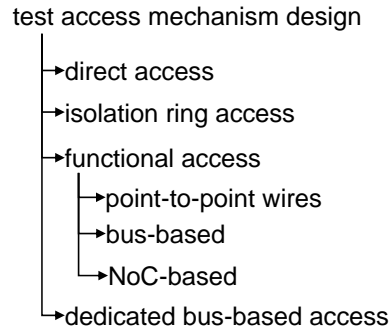 test access mechanism design
direct access
isolation ring access
functional access
point-to-point wires
bus-based
NoC-based
dedicated bus-based access